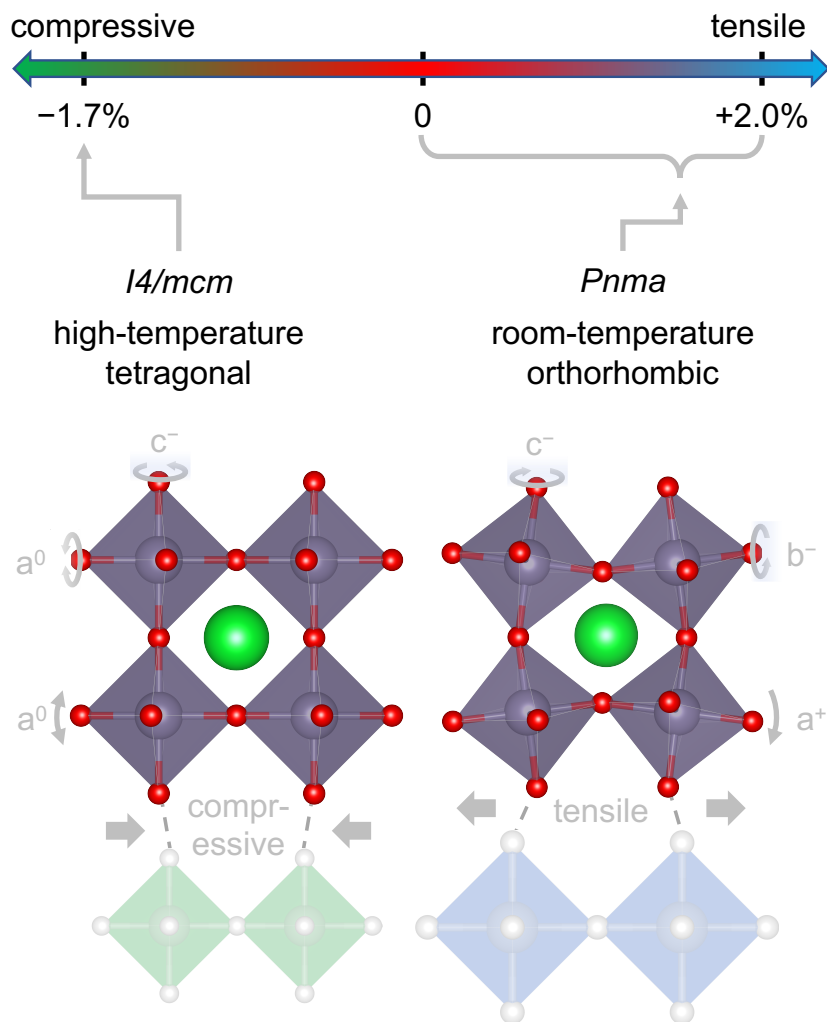 compressive
tensile
−1.7%
0
+2.0%
I4/mcm
Pnma
high-temperature
tetragonal
room-temperature
orthorhombic
c⁻
c⁻
a⁰
b⁻
a⁰
a⁺
compr-
essive
tensile